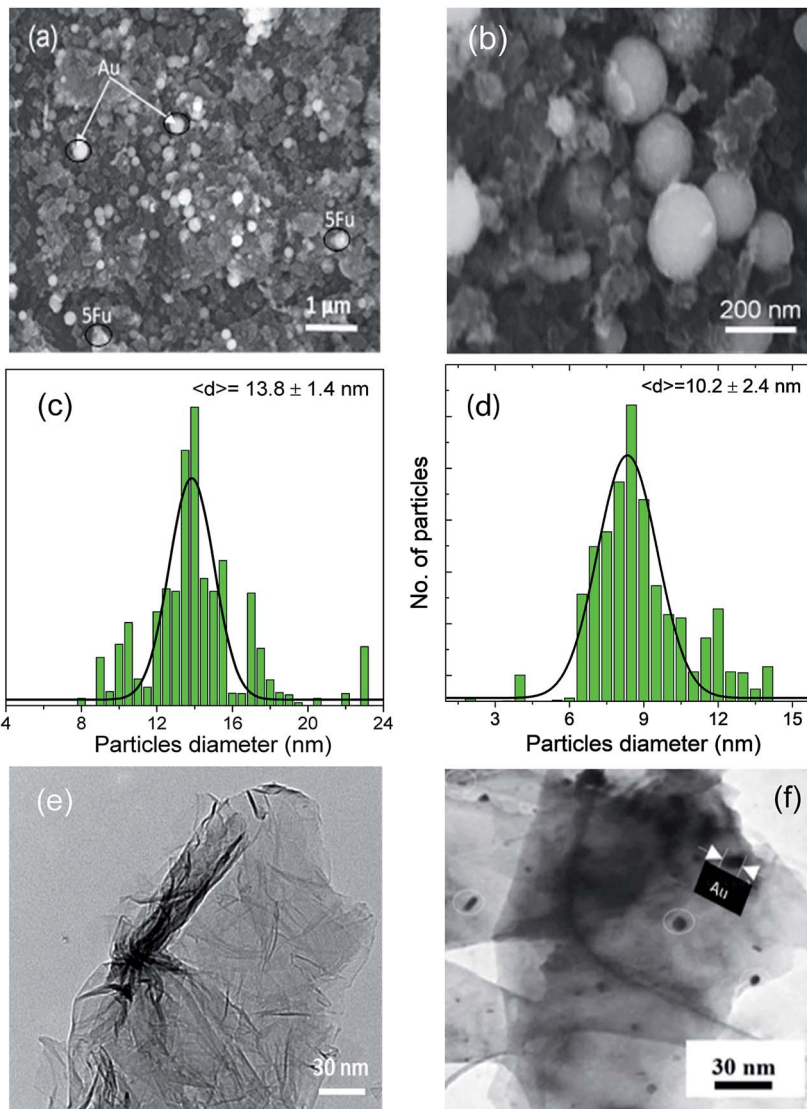 (a)
Au
5Fu
5Fu
1 µm
(b)
200 nm
(c)
<d>= 13.8 ± 1.4 nm
4 8 12 16 20 24
Particles diameter (nm)
(d)
<d>=10.2 ± 2.4 nm
No. of particles
3 6 9 12 15
Particles diameter (nm)
(e)
30 nm
(f)
Au
30 nm